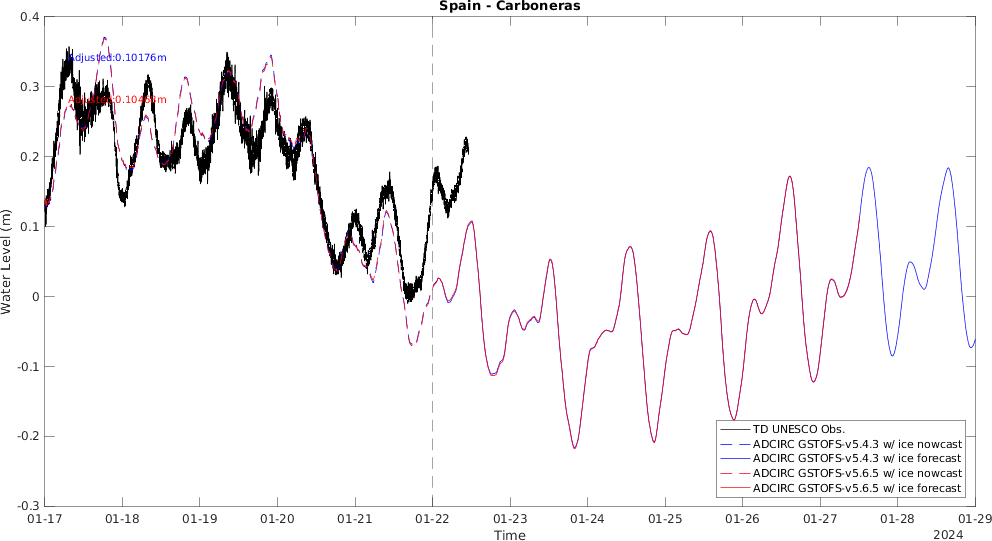 Spain - Carboneras
0.4
0.3
0.2
0.1
0
-0.1
-0.2
-0.3
Water Level (m)
Adjusted:0.10176m
TD UNESCO Obs.
ADCIRC GSTOFS-v5.4.3 w/ ice nowcast
ADCIRC GSTOFS-v5.4.3 w/ ice forecast
ADCIRC GSTOFS-v5.6.5 w/ ice nowcast
ADCIRC GSTOFS-v5.6.5 w/ ice forecast
01-17 01-18 01-19 01-20 01-21 01-22 01-23 01-24 01-25 01-26 01-27 01-28 01-29
Time
2024